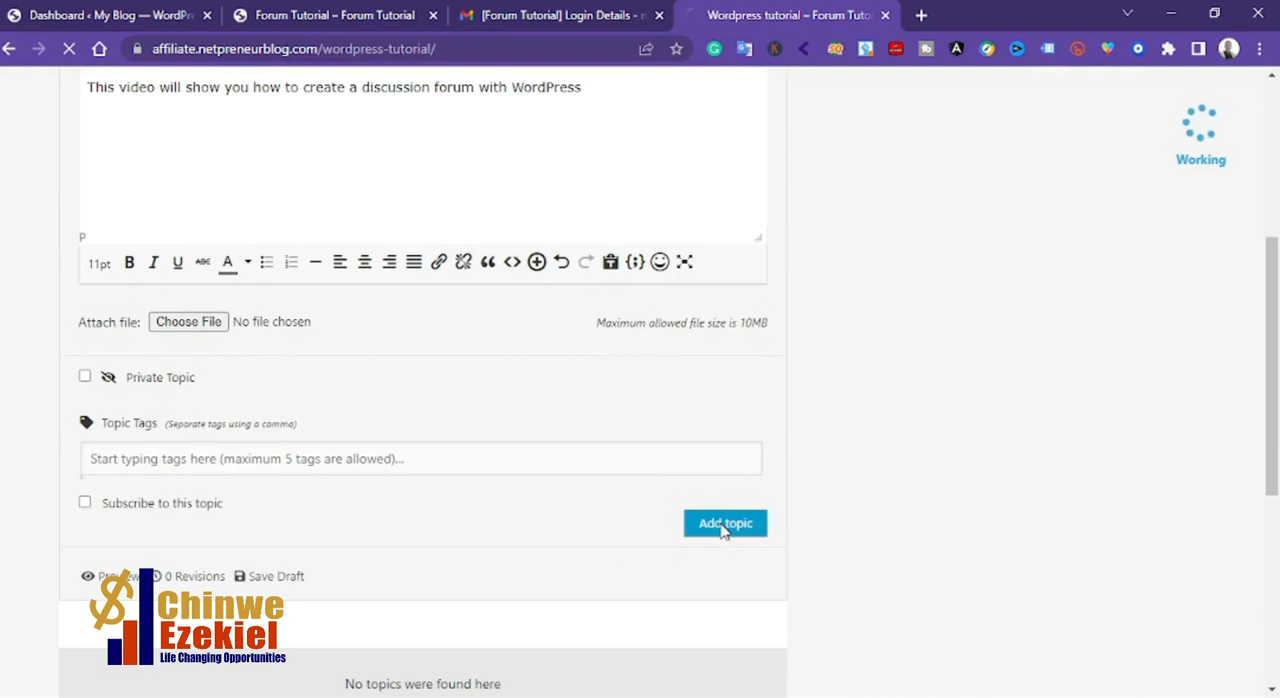 Dashboard ‹ My Blog — WordPr
Forum Tutorial – Forum Tutorial
[Forum Tutorial] Login Details -
Wordpress tutorial – Forum Tuto
affiliate.netpreneurblog.com/wordpress-tutorial/
This video will show you how to create a discussion forum with WordPress
Working
p
11pt B I U ABC A
Attach file: Choose File No file chosen Maximum allowed file size is 10MB
Private Topic
Topic Tags (Separate tags using a comma)
Start typing tags here (maximum 5 tags are allowed)...
Subscribe to this topic
Add topic
Preview 0 Revisions Save Draft
Chinwe
Ezekiel
Life Changing Opportunities
No topics were found here